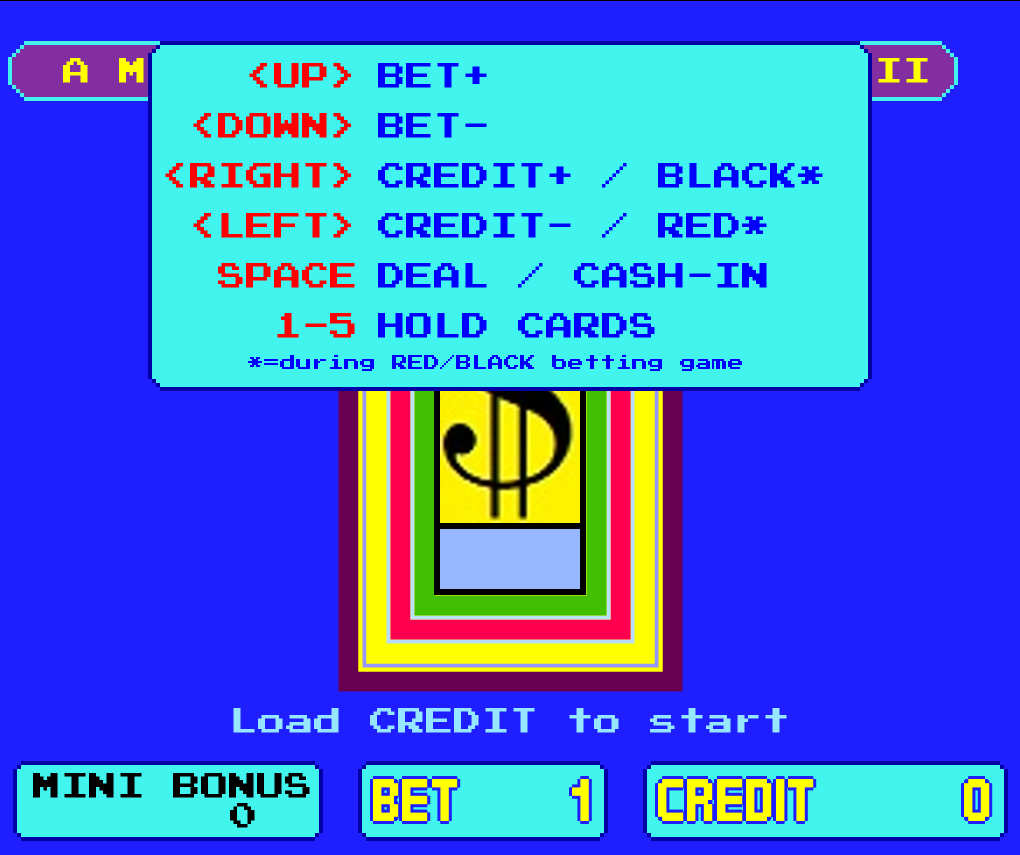 A M II
<UP> BET+
<DOWN> BET-
<RIGHT> CREDIT+ / BLACK*
<LEFT> CREDIT- / RED*
SPACE DEAL / CASH-IN
1-5 HOLD CARDS
*=during RED/BLACK betting game
$
Load CREDIT to start
MINI BONUS
0
BET 1
CREDIT 0